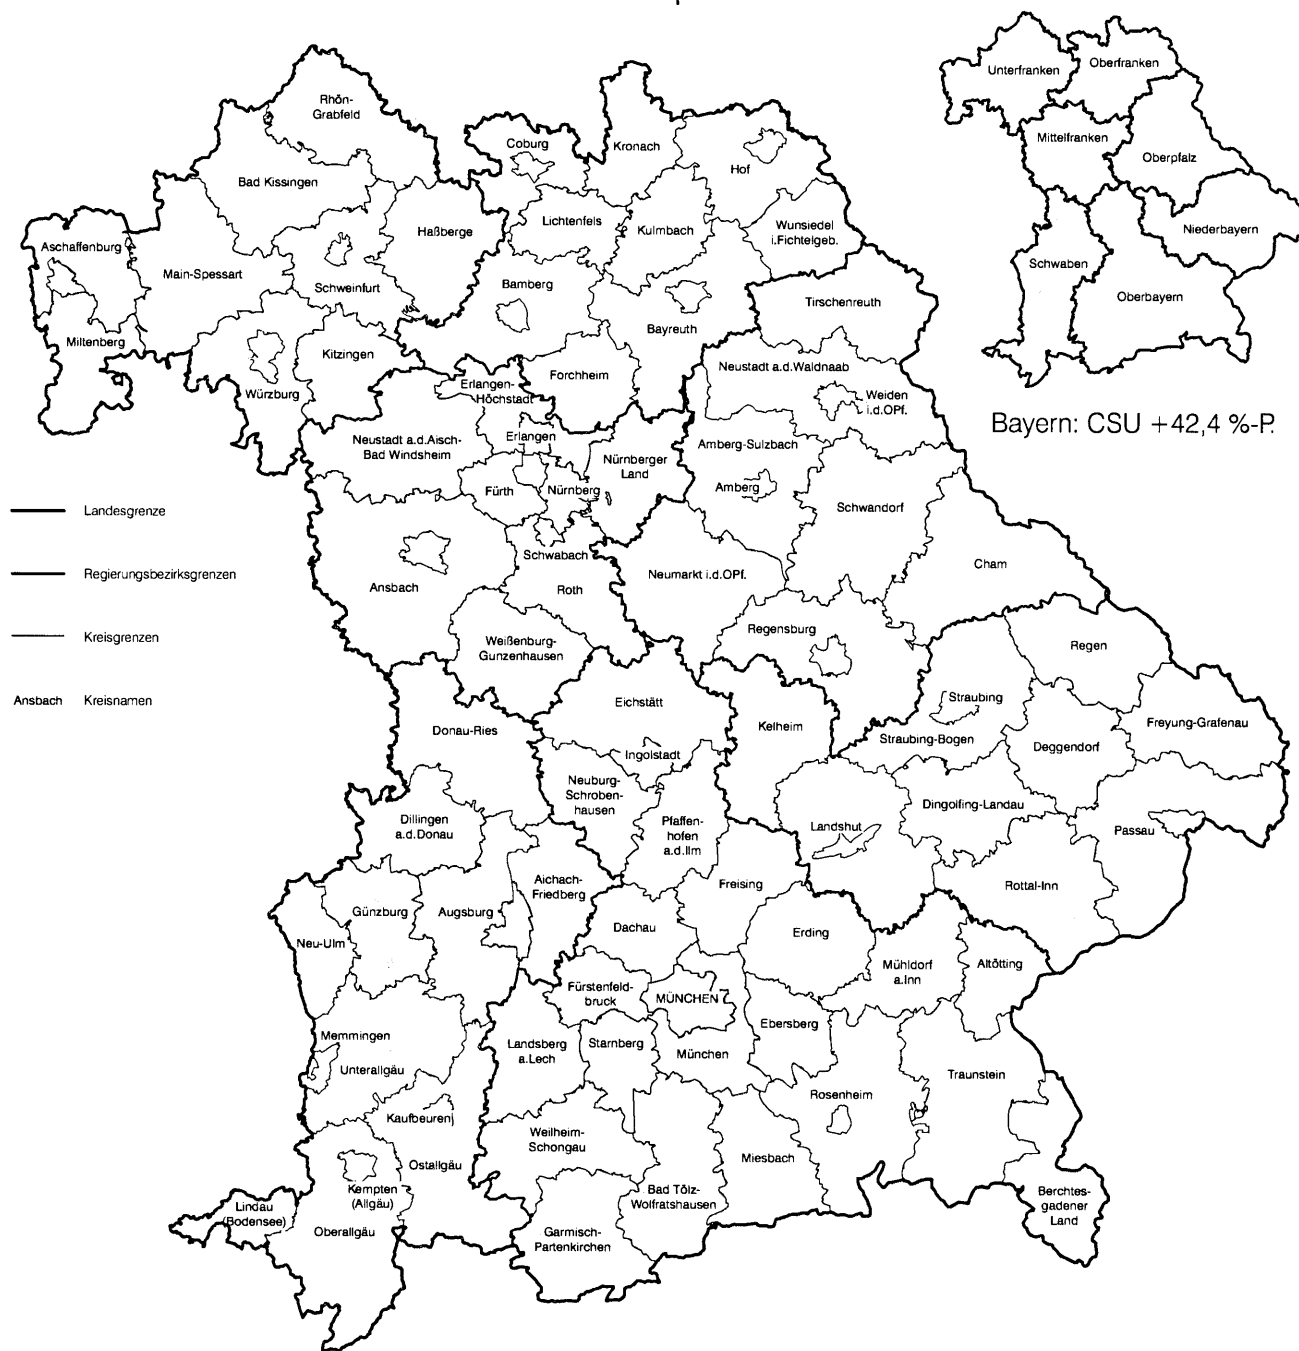 Unterfranken
Oberfranken
Mittelfranken
Oberpfalz
Niederbayern
Schwaben
Oberbayern
Bayern: CSU +42,4 %-P.
Rhön-
Grabfeld
Coburg
Kronach
Hof
Bad Kissingen
Haßberge
Lichtenfels
Kulmbach
Wunsiedel
i.Fichtelgeb.
Aschaffenburg
Main-Spessart
Schweinfurt
Bamberg
Bayreuth
Tirschenreuth
Miltenberg
Würzburg
Kitzingen
Forchheim
Erlangen-
Höchstadt
Neustadt a.d.Waldnaab
Weiden
i.d.OPf.
Neustadt a.d.Aisch-
Bad Windsheim
Erlangen
Nürnberger
Land
Amberg-Sulzbach
Fürth
Nürnberg
Amberg
Schwandorf
Landesgrenze
Regierungsbezirksgrenzen
Kreisgrenzen
Ansbach Kreisnamen
Ansbach
Schwabach
Roth
Neumarkt i.d.OPf.
Cham
Weißenburg-
Gunzenhausen
Regensburg
Regen
Eichstätt
Straubing
Freyung-Grafenau
Donau-Ries
Kelheim
Straubing-Bogen
Deggendorf
Ingolstadt
Neuburg-
Schroben-
hausen
Dillingen
a.d.Donau
Pfaffen-
hofen
a.d.Ilm
Landshut
Dingolfing-Landau
Passau
Aichach-
Friedberg
Freising
Rottal-Inn
Günzburg
Augsburg
Dachau
Erding
Neu-Ulm
Mühldorf
a.Inn
Altötting
Fürstenfeld-
bruck
MÜNCHEN
Ebersberg
Memmingen
Unterallgäu
Landsberg
a.Lech
Starnberg
München
Traunstein
Kaufbeuren
Rosenheim
Weilheim-
Schongau
Miesbach
Ostallgäu
Kempten
(Allgäu)
Bad Tölz-
Wolfratshausen
Berchtes-
gadener
Land
Lindau
(Bodensee)
Oberallgäu
Garmisch-
Partenkirchen